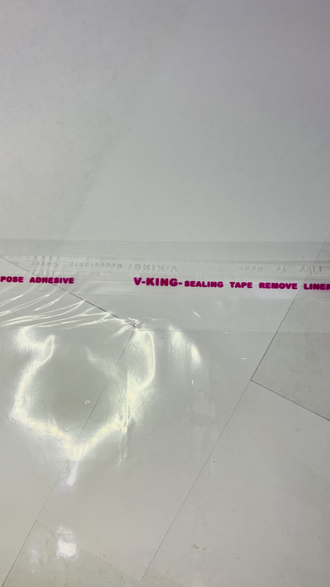 POSE ADHESIVE V-KING- SEALING TAPE REMOVE LINER